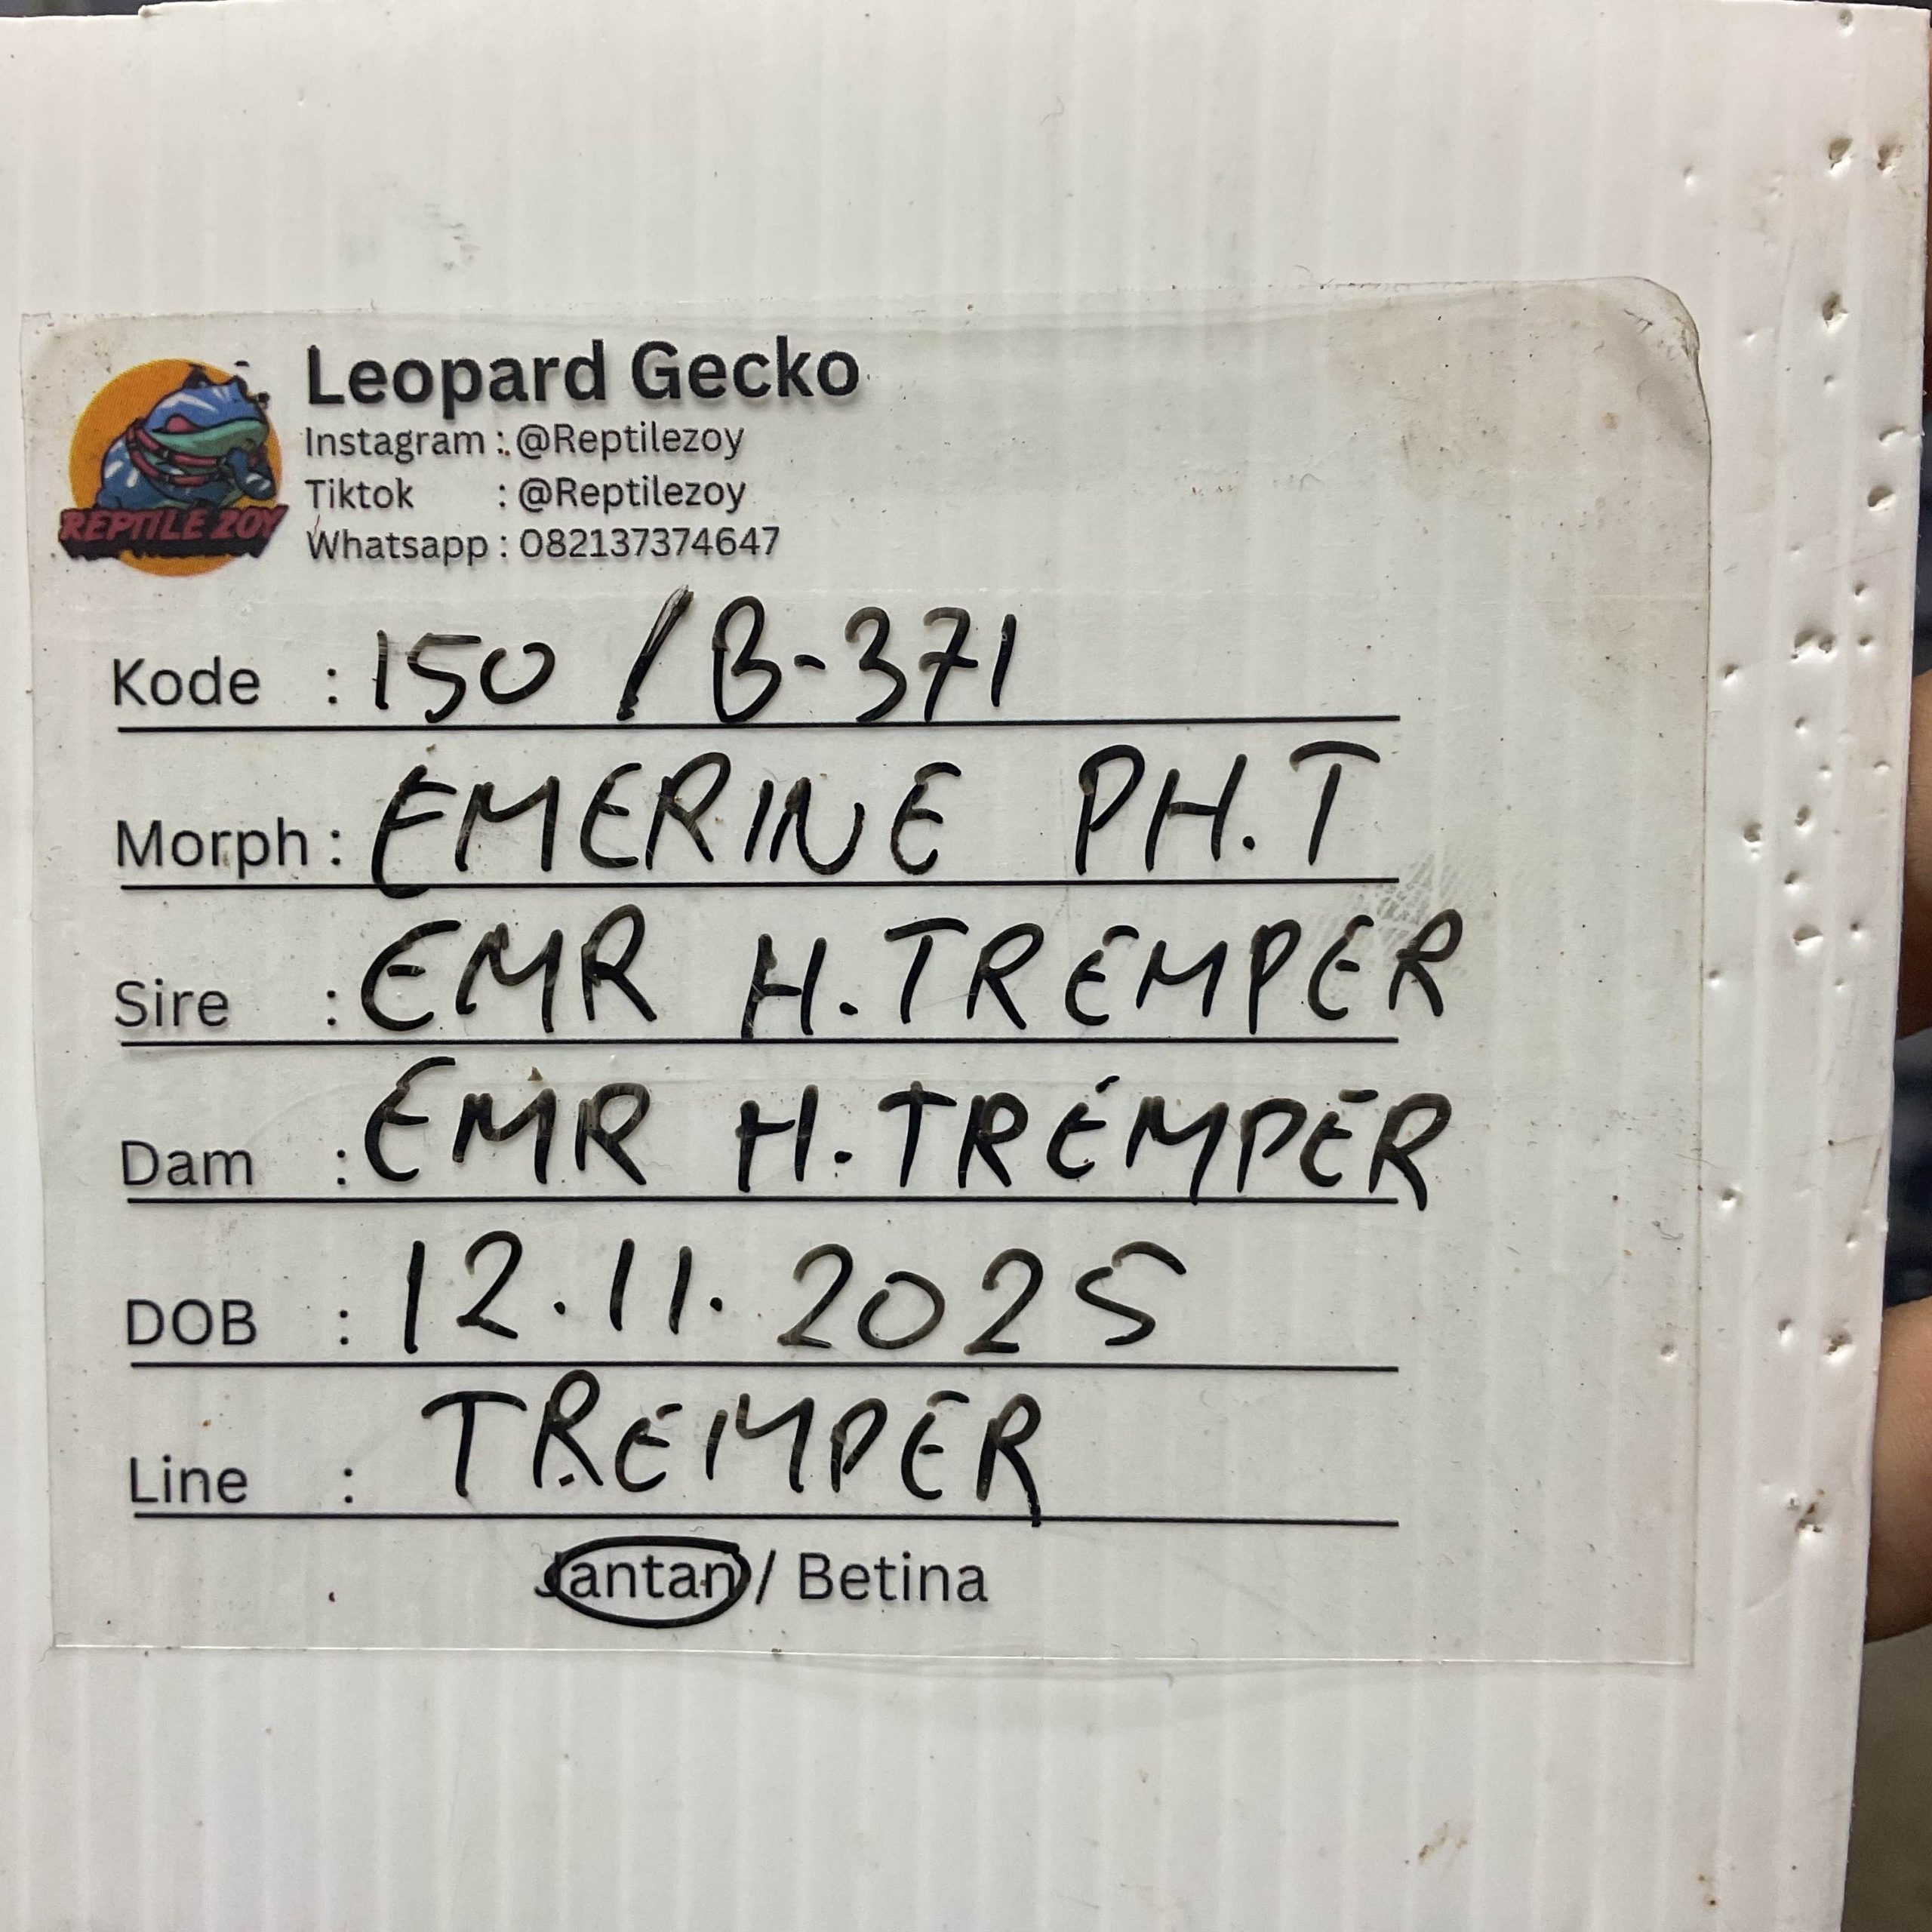 Leopard Gecko
Instagram : @Reptilezoy
Tiktok : @Reptilezoy
Whatsapp : 082137374647
REPTILE ZOY
Kode : 150 / B-371
Morph : EMERINE PH.T
Sire : EMR H.TREMPER
Dam : EMR H.TREMPER
DOB : 12.11.2025
Line : TREMPER
Jantan / Betina